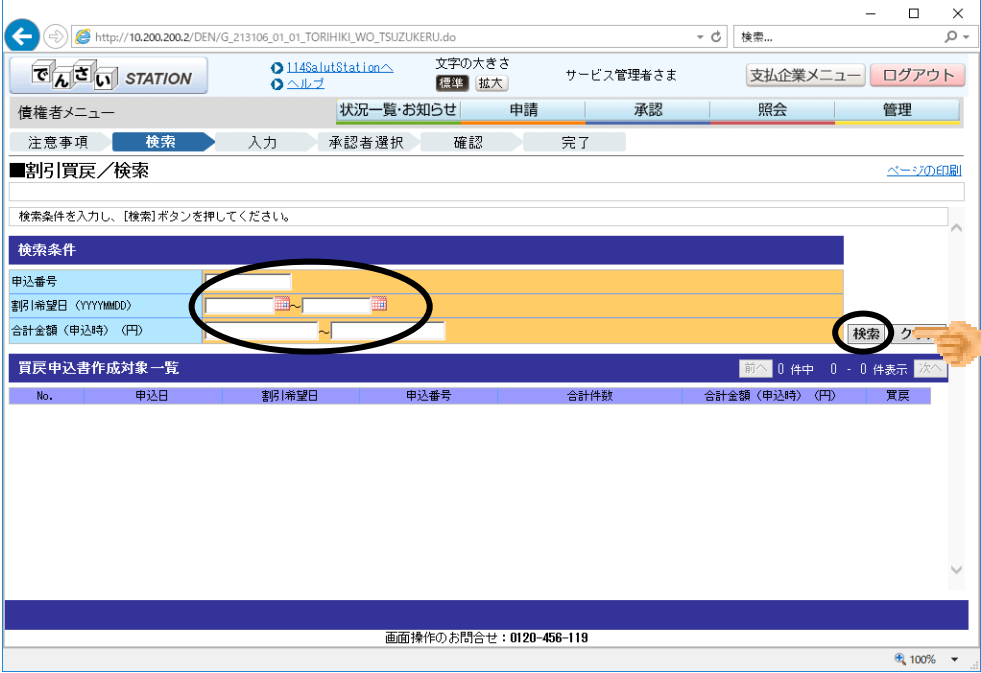 http://10.200.200.2/DEN/G_213106_01_01_TORIHIKI_WO_TSUZUKERU.do
検索...
でんさい STATION
114SalutStationへ
ヘルプ
文字の大きさ
標準 拡大
サービス管理者さま
支払企業メニュー
ログアウト
債権者メニュー
状況一覧・お知らせ 申請 承認 照会 管理
注意事項 検索 入力 承認者選択 確認 完了
■割引買戻／検索
ページの印刷
検索条件を入力し、[検索]ボタンを押してください。
検索条件
申込番号
割引希望日（YYYYMMDD） ～
合計金額（申込時）（円） ～
検索
買戻申込書作成対象一覧
前へ 0 件中 0 - 0 件表示 次へ
No. 申込日 割引希望日 申込番号 合計件数 合計金額（申込時）（円） 買戻
画面操作のお問合せ：0120-456-119
100%